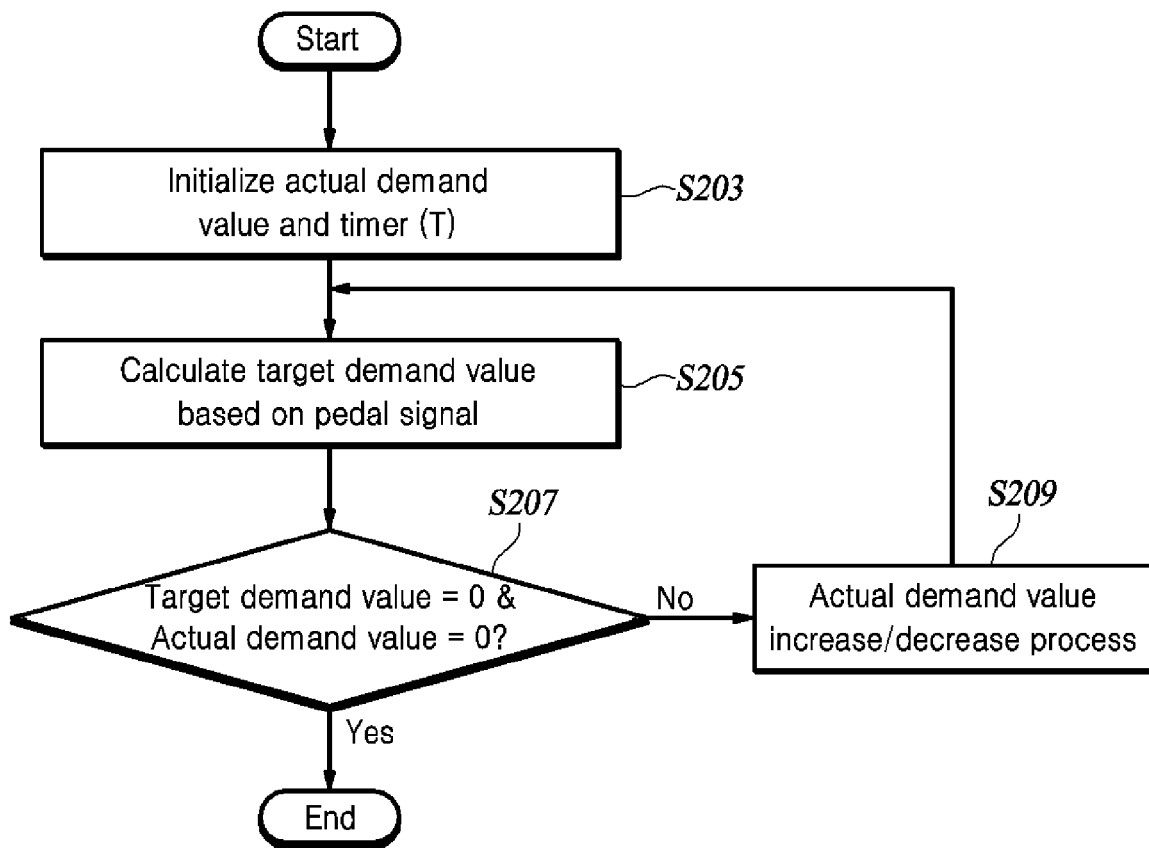 Start
Initialize actual demand
value and timer (T)
S203
Calculate target demand value
based on pedal signal
S205
S207
Target demand value = 0 &
Actual demand value = 0?
No
S209
Actual demand value
increase/decrease process
Yes
End